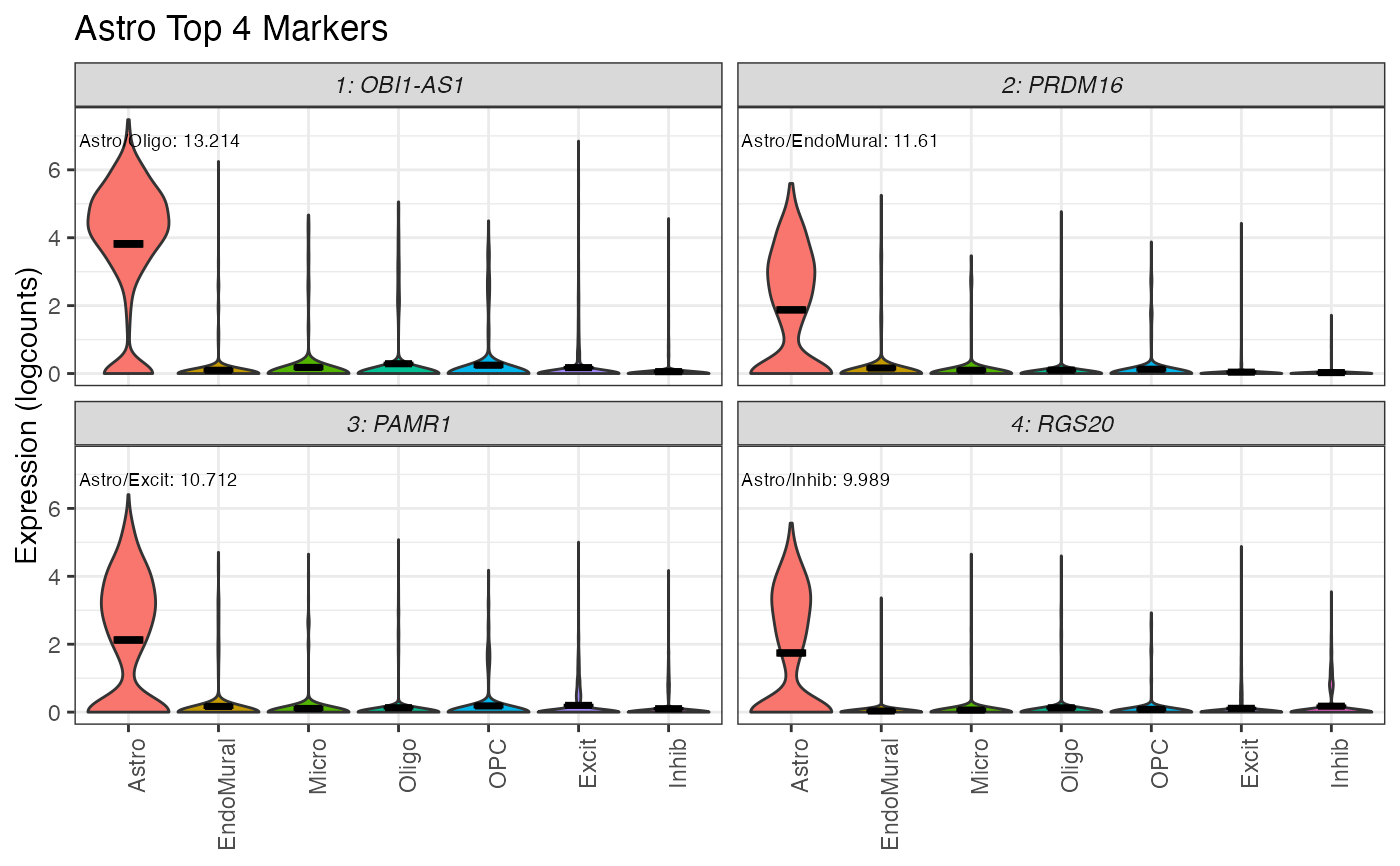 Astro Top 4 Markers
1: OBI1-AS1
2: PRDM16
Astro/Oligo: 13.214
Astro/EndoMural: 11.61
6
4
2
0
3: PAMR1
4: RGS20
Astro/Excit: 10.712
Astro/Inhib: 9.989
6
4
2
0
Expression (logcounts)
Astro
EndoMural
Micro
Oligo
OPC
Excit
Inhib
Astro
EndoMural
Micro
Oligo
OPC
Excit
Inhib